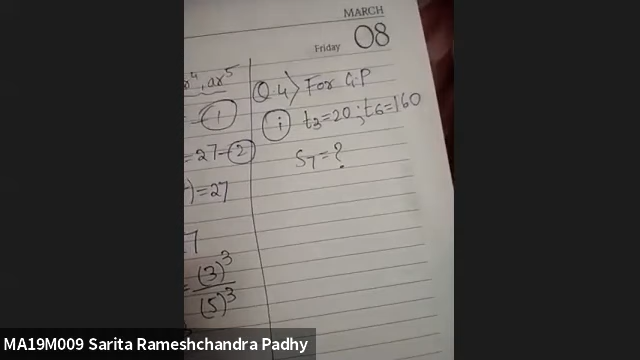 MARCH
Friday 08
, ar⁵
Q.4) For G.P
= 1
i t₃=20 ; t₆=160
= 27 - 2
S₇ = ?
) = 27
= (3)³
(5)³
MA19M009 Sarita Rameshchandra Padhy